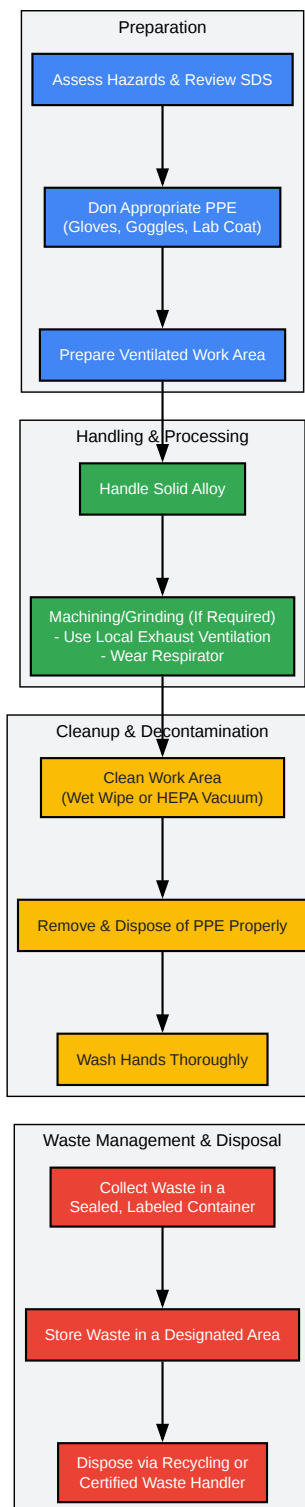 Preparation
Assess Hazards & Review SDS
Don Appropriate PPE
(Gloves, Goggles, Lab Coat)
Prepare Ventilated Work Area
Handling & Processing
Handle Solid Alloy
Machining/Grinding (If Required)
- Use Local Exhaust Ventilation
- Wear Respirator
Cleanup & Decontamination
Clean Work Area
(Wet Wipe or HEPA Vacuum)
Remove & Dispose of PPE Properly
Wash Hands Thoroughly
Waste Management & Disposal
Collect Waste in a
Sealed, Labeled Container
Store Waste in a Designated Area
Dispose via Recycling or
Certified Waste Handler